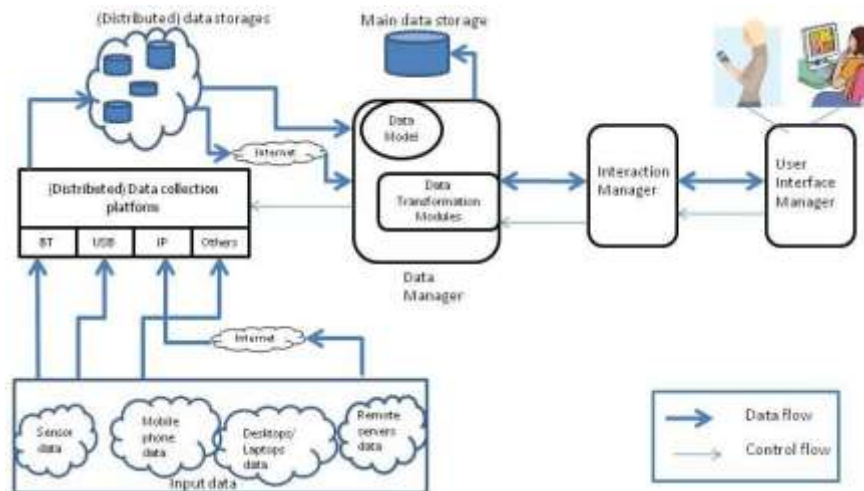 (Distributed) data storages
Main data storage
Internet
Data
Model
Data
Transformation
Modules
Data
Manager
Interaction
Manager
User
Interface
Manager
(Distributed) Data collection
platform
BT
USB
IP
Others
Internet
Sensor
data
Mobile
phone
data
Desktops/
Laptops
data
Remote
servers
data
Input data
Data flow
Control flow